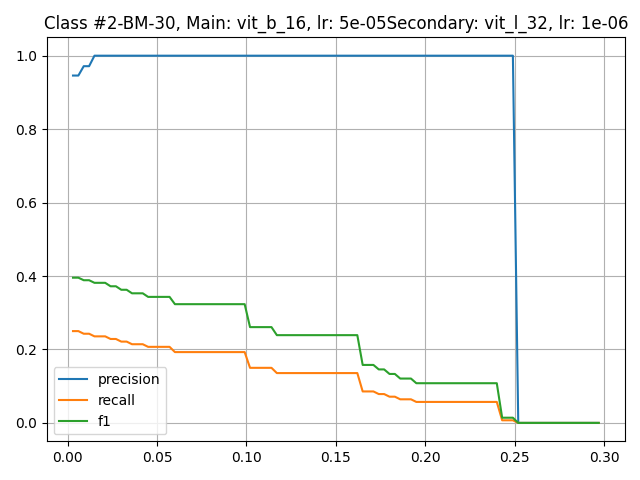 Class #2-BM-30, Main: vit_b_16, lr: 5e-05Secondary: vit_l_32, lr: 1e-06
1.0
0.8
0.6
0.4
0.2
0.0
precision
recall
f1
0.00 0.05 0.10 0.15 0.20 0.25 0.30